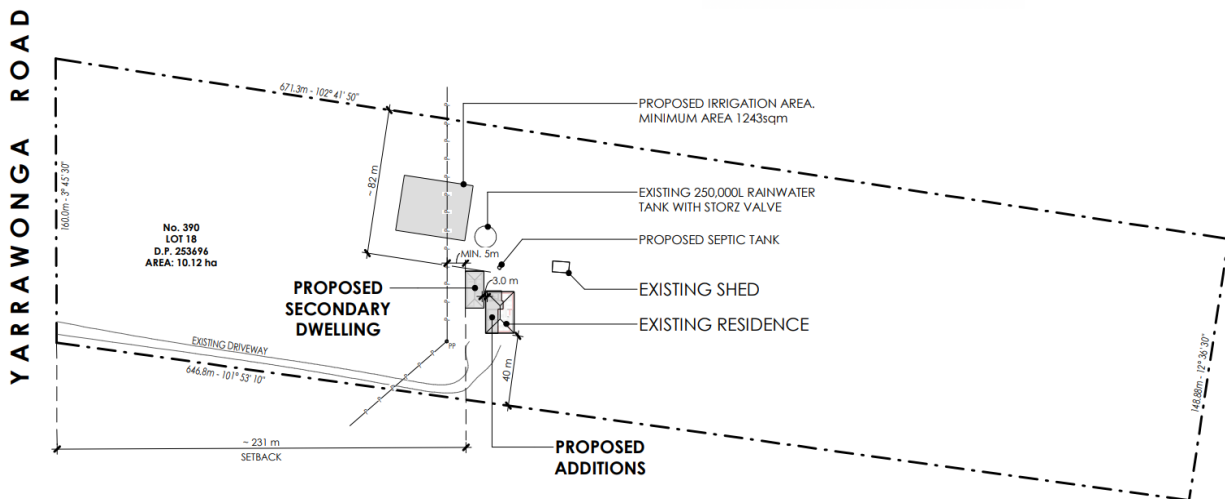 YARRAWONGA ROAD
671.3m - 102° 41' 50"
160.0m - 3° 45' 30"
No. 390
LOT 18
D.P. 253696
AREA: 10.12 ha
~ 82 m
PROPOSED IRRIGATION AREA.
MINIMUM AREA 1243sqm
EXISTING 250,000L RAINWATER
TANK WITH STORZ VALVE
PROPOSED SEPTIC TANK
MIN. 5m
3.0 m
PROPOSED
SECONDARY
DWELLING
EXISTING SHED
EXISTING RESIDENCE
EXISTING DRIVEWAY
PP
646.8m - 101° 53' 10"
40 m
148.88m - 12° 36' 30"
~ 231 m
SETBACK
PROPOSED
ADDITIONS